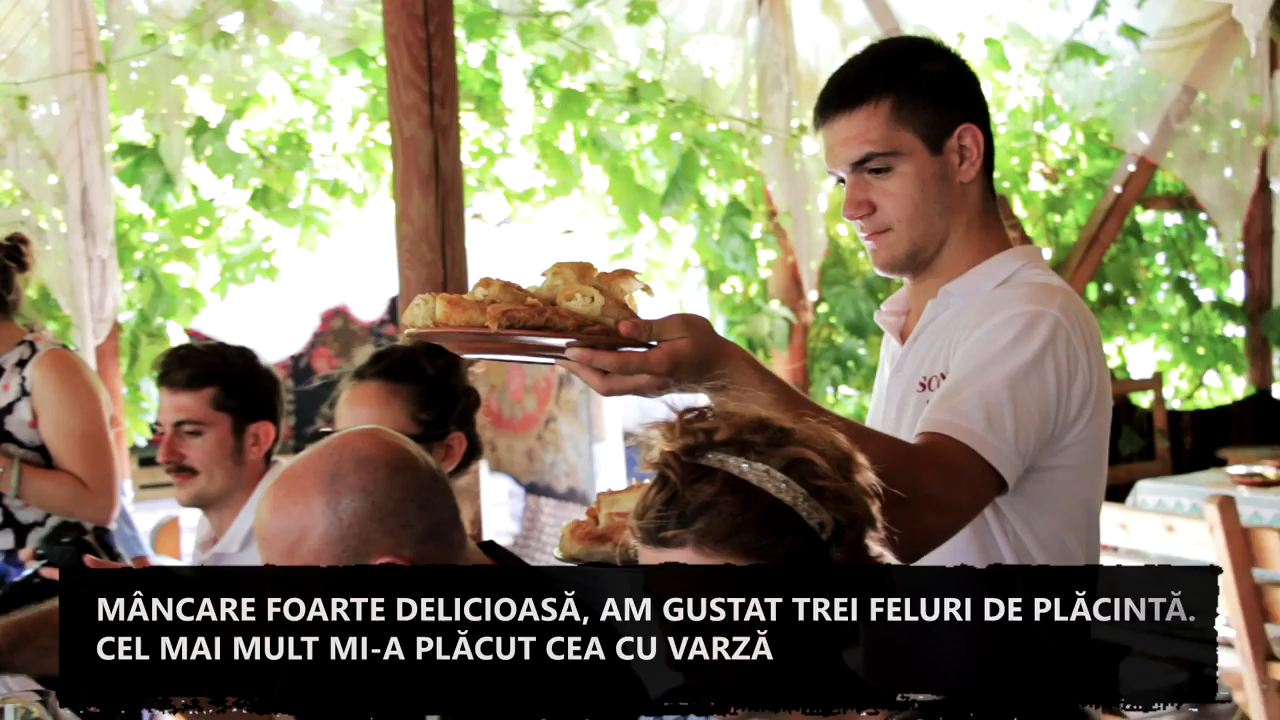 MÂNCARE FOARTE DELICIOASĂ, AM GUSTAT TREI FELURI DE PLĂCINTĂ.
CEL MAI MULT MI-A PLĂCUT CEA CU VARZĂ